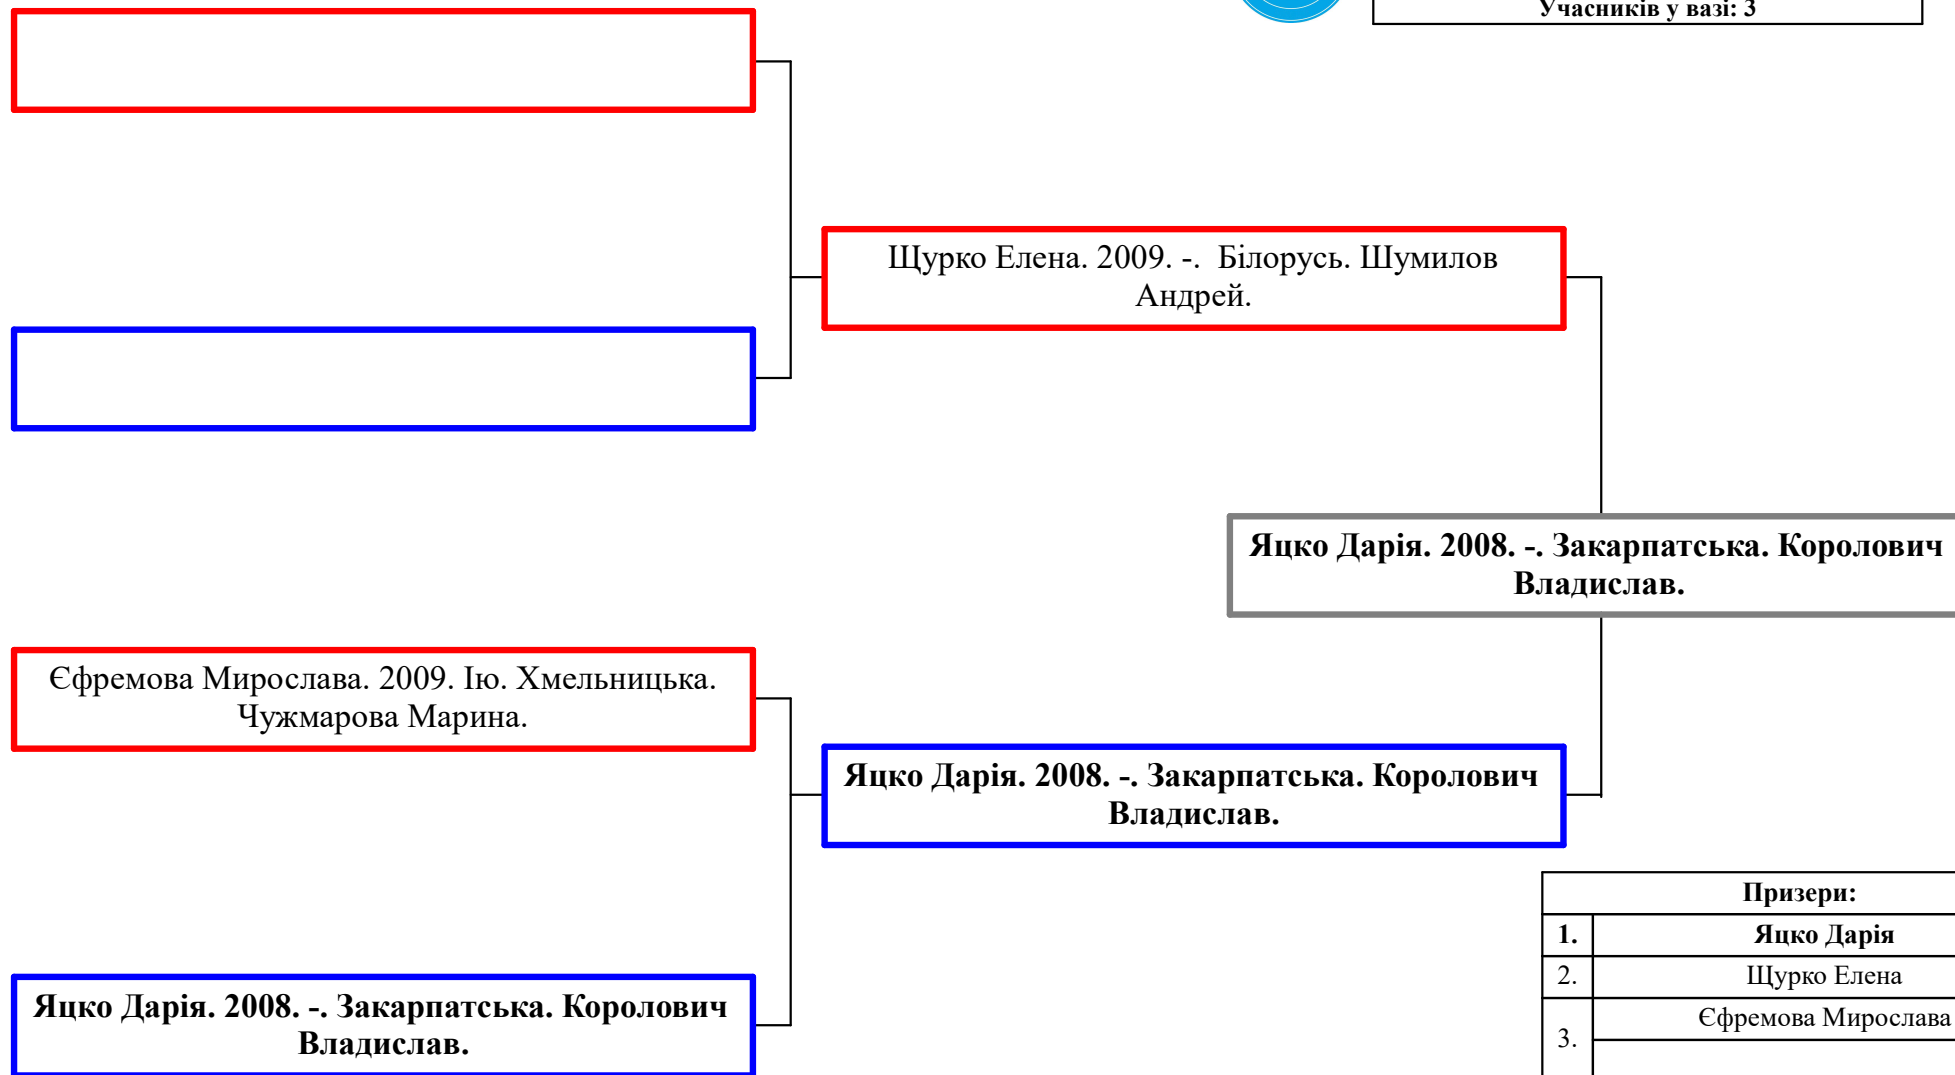 Учасників у вазі: 3
Щурко Елена. 2009. -. Білорусь. Шумилов
Андрей.
Яцко Дарія. 2008. -. Закарпатська. Королович
Владислав.
Єфремова Мирослава. 2009. Ію. Хмельницька.
Чужмарова Марина.
Яцко Дарія. 2008. -. Закарпатська. Королович
Владислав.
Яцко Дарія. 2008. -. Закарпатська. Королович
Владислав.
Призери:
1. Яцко Дарія
2. Щурко Елена
3. Єфремова Мирослава